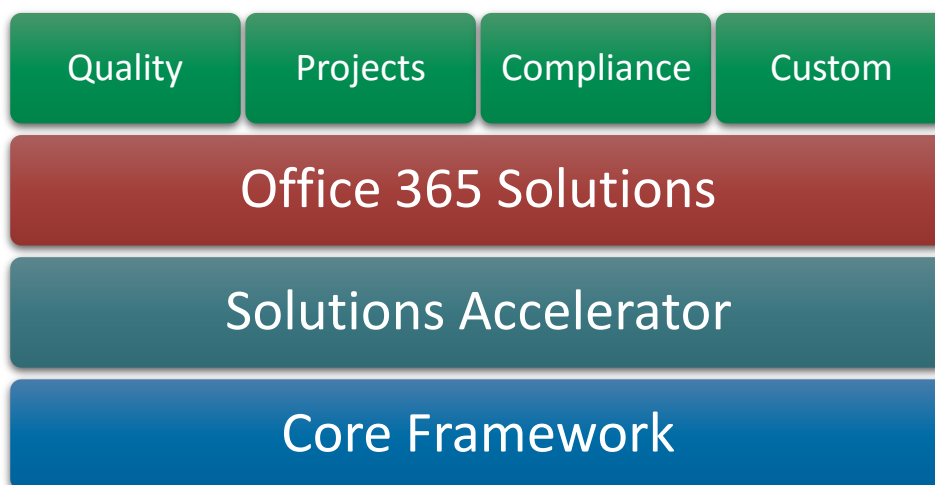 Quality
Projects
Compliance
Custom
Office 365 Solutions
Solutions Accelerator
Core Framework